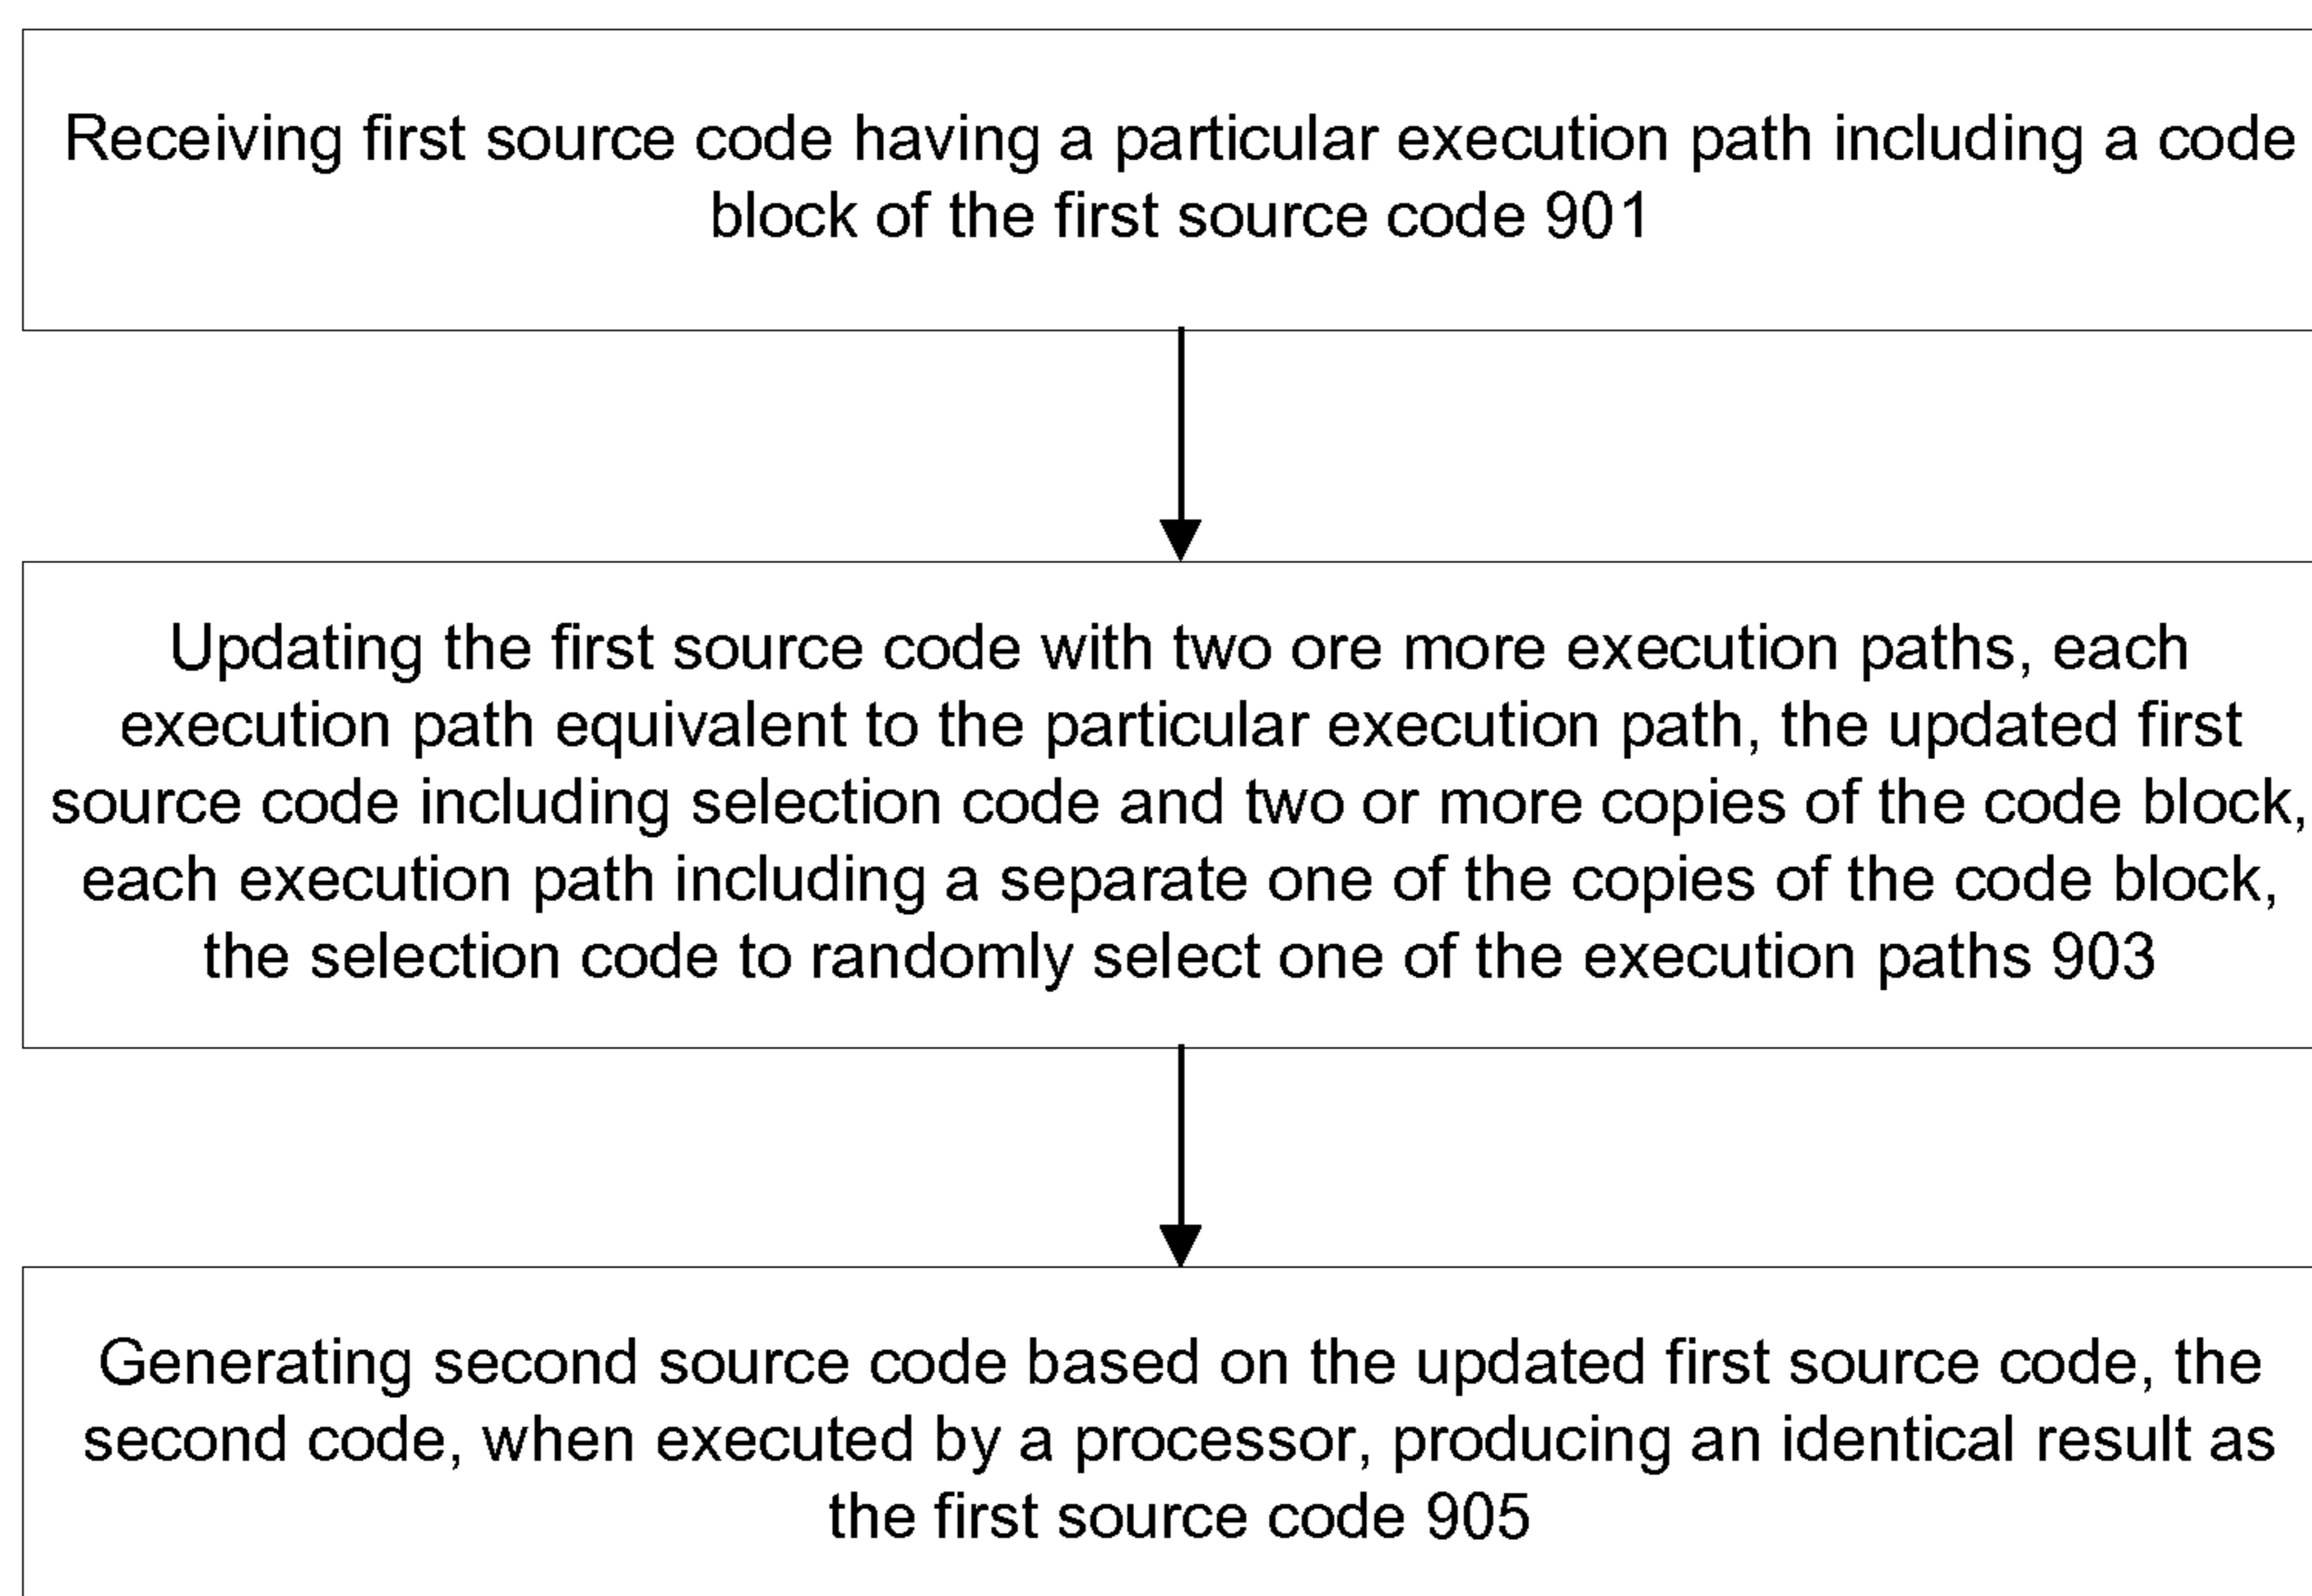 Receiving first source code having a particular execution path including a code
block of the first source code 901
Updating the first source code with two ore more execution paths, each
execution path equivalent to the particular execution path, the updated first
source code including selection code and two or more copies of the code block,
each execution path including a separate one of the copies of the code block,
the selection code to randomly select one of the execution paths 903
Generating second source code based on the updated first source code, the
second code, when executed by a processor, producing an identical result as
the first source code 905